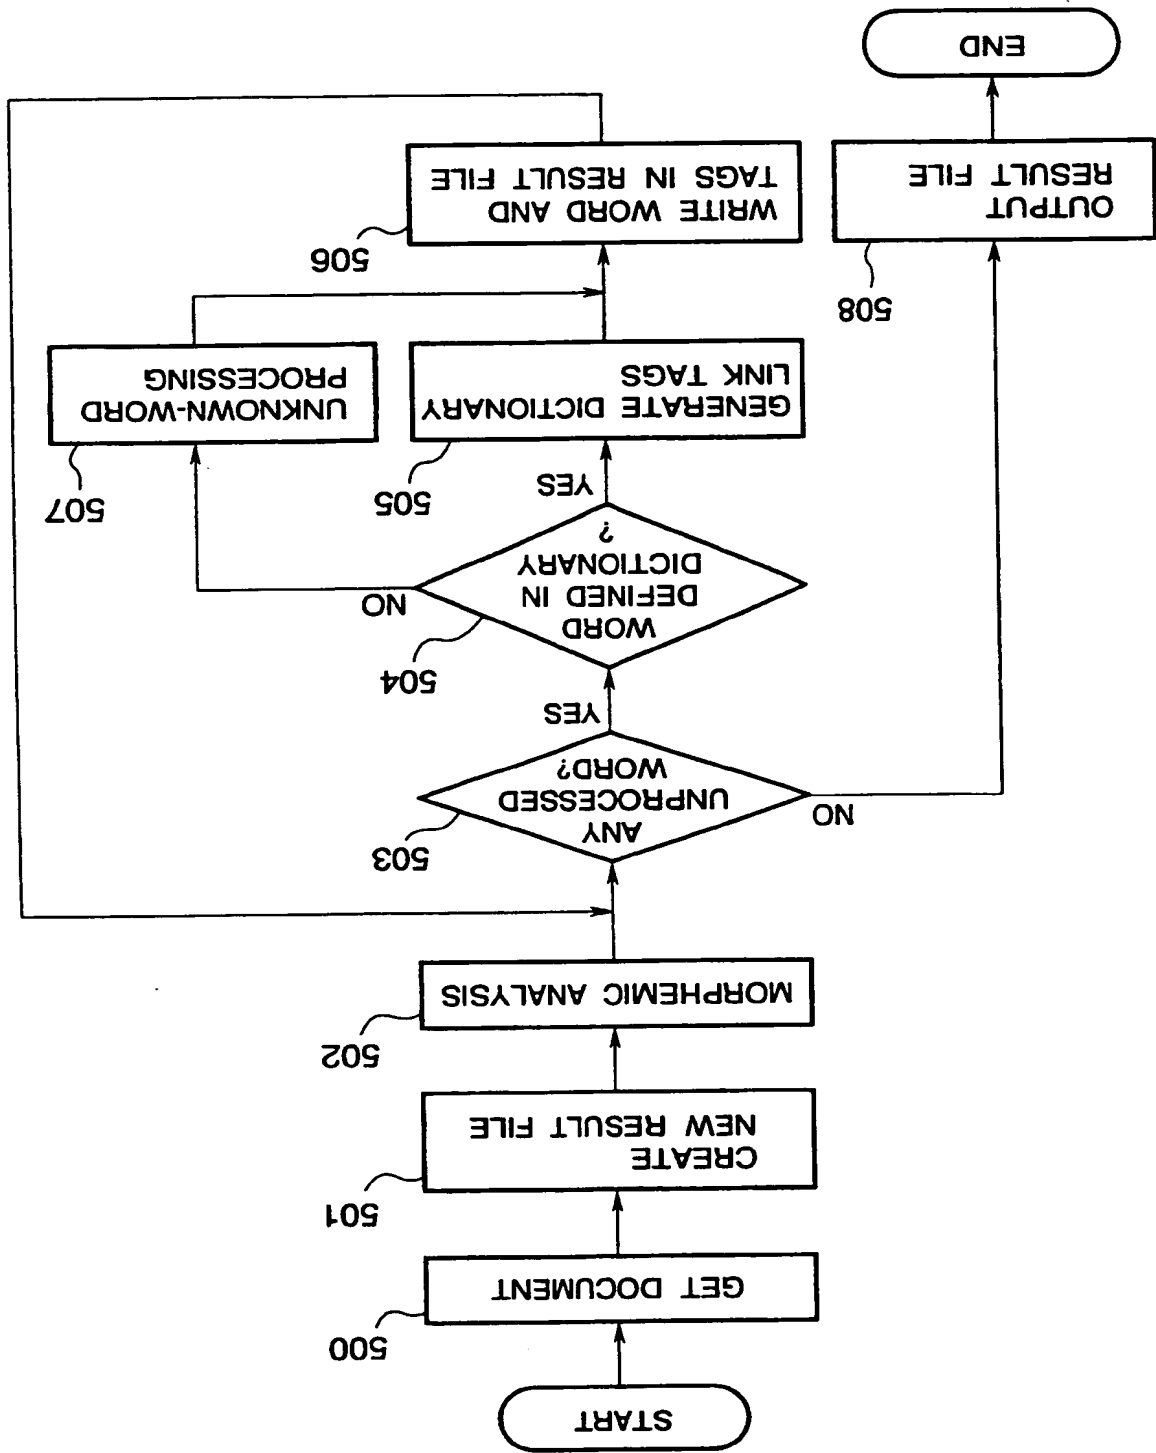 START
500
GET DOCUMENT
501
CREATE
NEW RESULT FILE
502
MORPHEMIC ANALYSIS
503
ANY
UNPROCESSED
WORD?
NO
YES
504
WORD
DEFINED IN
DICTIONARY
?
NO
YES
505
GENERATE DICTIONARY
LINK TAGS
507
UNKNOWN-WORD
PROCESSING
506
WRITE WORD AND
TAGS IN RESULT FILE
508
OUTPUT
RESULT FILE
END